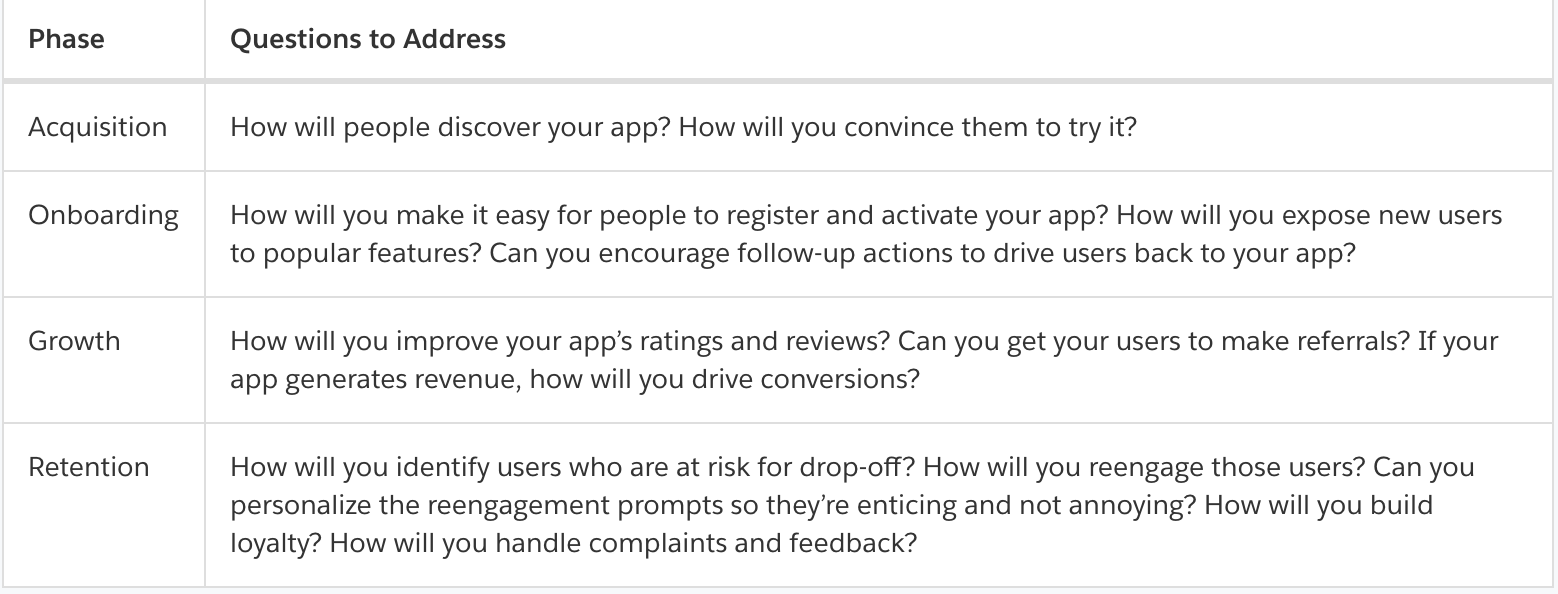 Phase
Questions to Address
Acquisition
How will people discover your app? How will you convince them to try it?
Onboarding
How will you make it easy for people to register and activate your app? How will you expose new users
to popular features? Can you encourage follow-up actions to drive users back to your app?
Growth
How will you improve your app’s ratings and reviews? Can you get your users to make referrals? If your
app generates revenue, how will you drive conversions?
Retention
How will you identify users who are at risk for drop-off? How will you reengage those users? Can you
personalize the reengagement prompts so they’re enticing and not annoying? How will you build
loyalty? How will you handle complaints and feedback?